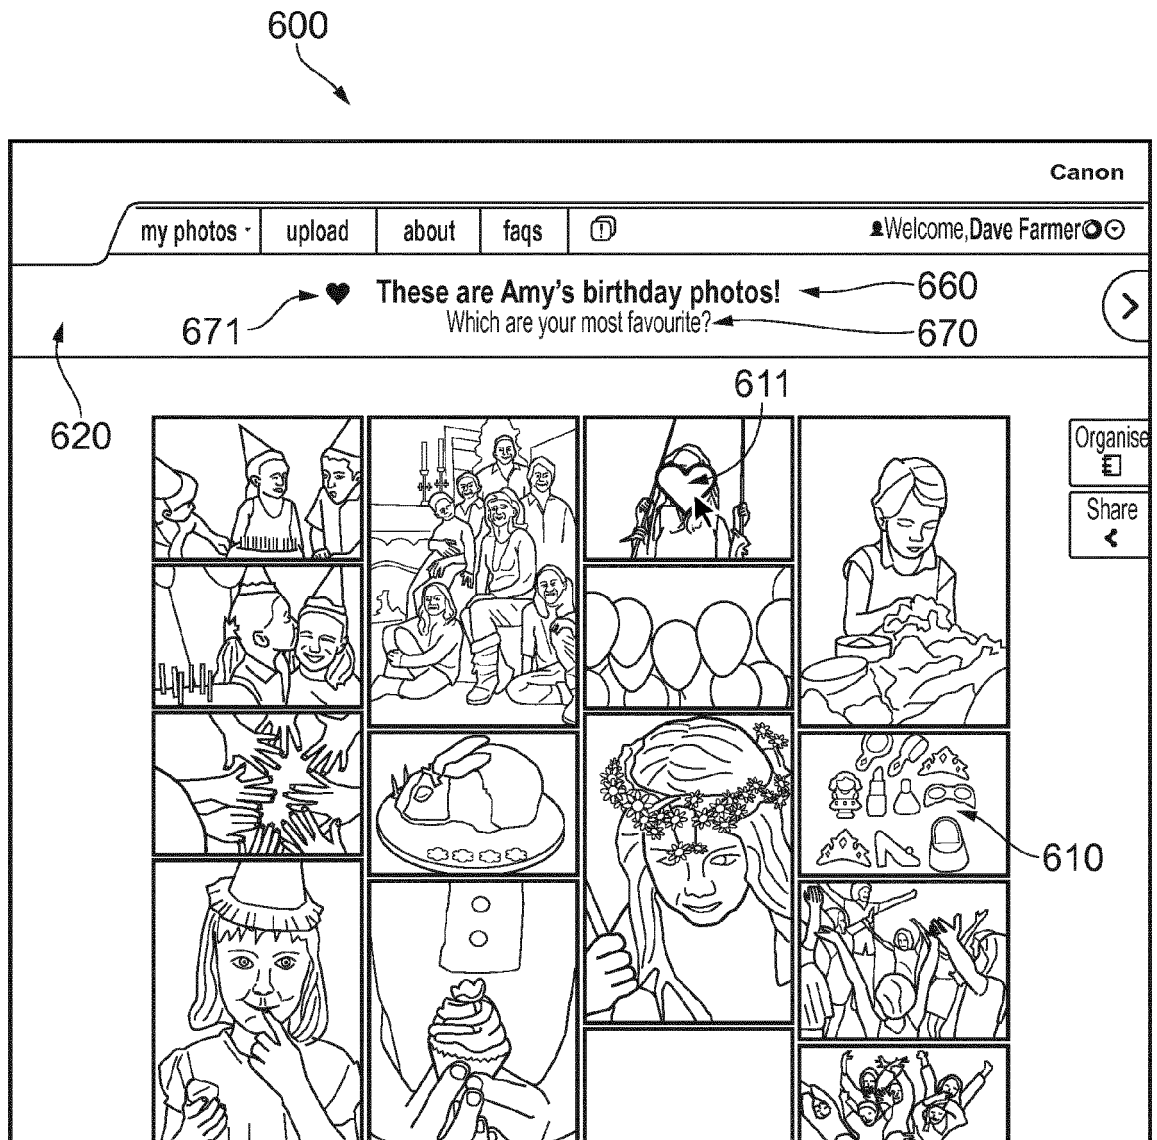 600
Canon
my photos
upload
about
faqs
Welcome, Dave Farmer
These are Amy's birthday photos!
660
671
Which are your most favourite?
670
611
620
Organise
Share
610